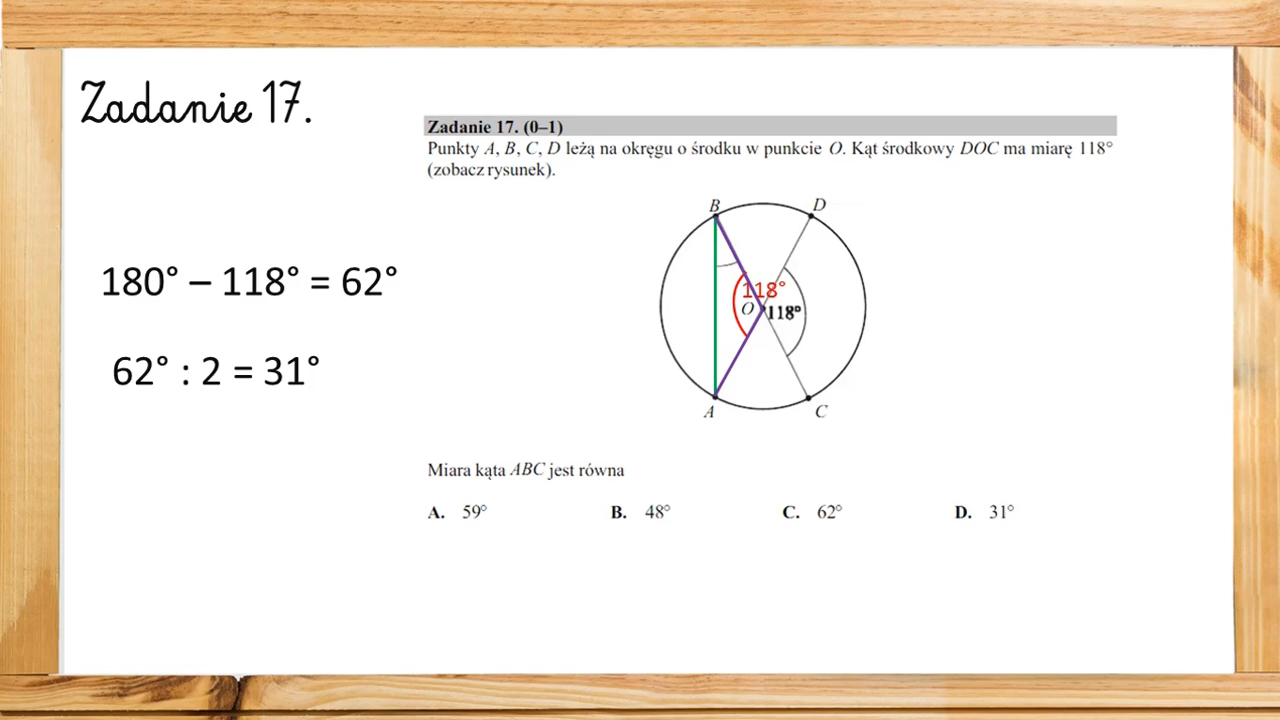 Zadanie 17.
Zadanie 17. (0–1)
Punkty A, B, C, D leżą na okręgu o środku w punkcie O. Kąt środkowy DOC ma miarę 118°
(zobacz rysunek).
180° – 118° = 62°
62° : 2 = 31°
B
D
118°
O
118°
A
C
Miara kąta ABC jest równa
A. 59°
B. 48°
C. 62°
D. 31°